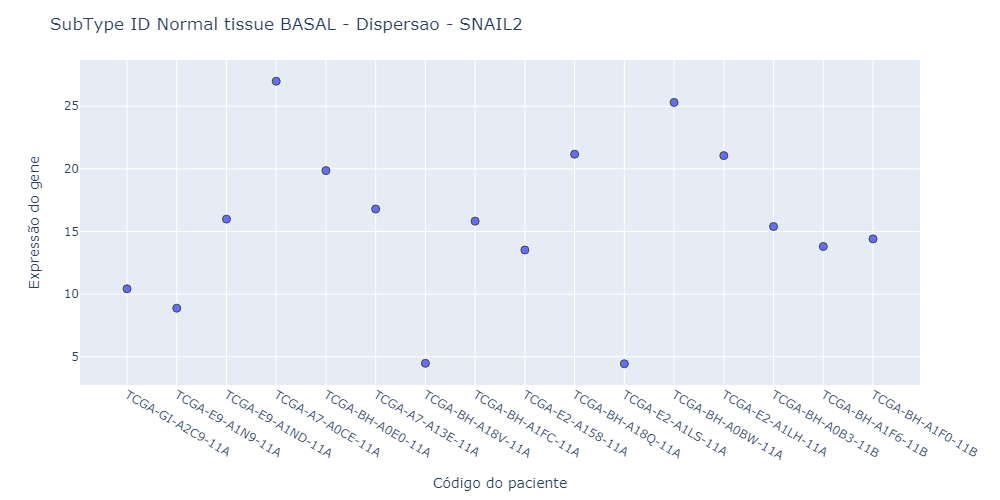 SubType ID Normal tissue BASAL - Dispersao - SNAIL2
Expressão do gene
25
20
15
10
5
TCGA-GI-A2C9-11A
TCGA-E9-A1N9-11A
TCGA-E9-A1ND-11A
TCGA-A7-A0CE-11A
TCGA-BH-A0E0-11A
TCGA-A7-A13E-11A
TCGA-BH-A18V-11A
TCGA-BH-A1FC-11A
TCGA-E2-A158-11A
TCGA-BH-A18Q-11A
TCGA-E2-A1LS-11A
TCGA-BH-A0BW-11A
TCGA-E2-A1LH-11A
TCGA-BH-A0B3-11B
TCGA-BH-A1F6-11B
TCGA-BH-A1F0-11B
Código do paciente